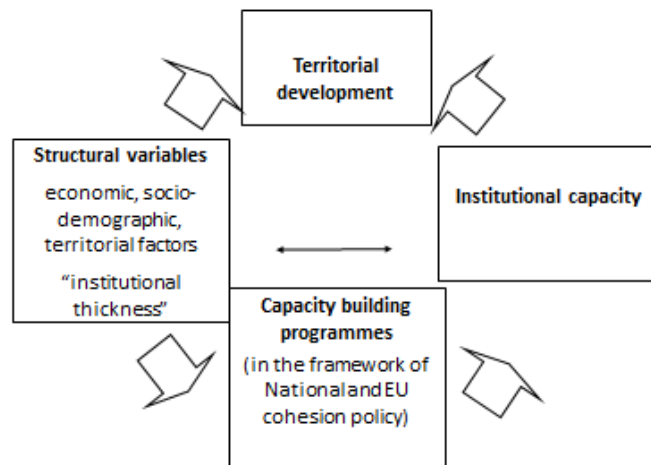 Territorial
development
Structural variables
economic, socio-
demographic,
territorial factors
“institutional
thickness”
Institutional capacity
Capacity building
programmes
(in the framework of
National and EU
cohesion policy)